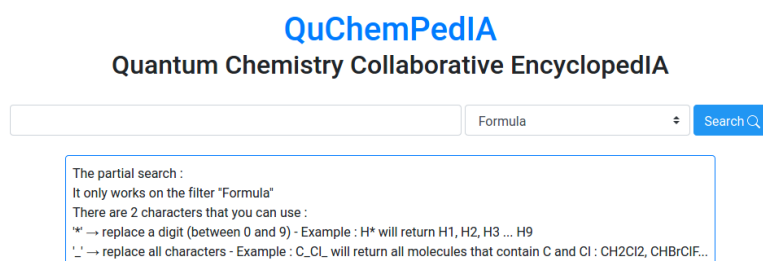 QuChemPedIA
Quantum Chemistry Collaborative EncyclopedIA
Formula Search
The partial search :
It only works on the filter "Formula"
There are 2 characters that you can use :
'*' → replace a digit (between 0 and 9) - Example : H* will return H1, H2, H3 ... H9
'_' → replace all characters - Example : C_Cl_ will return all molecules that contain C and Cl : CH2Cl2, CHBrClF...